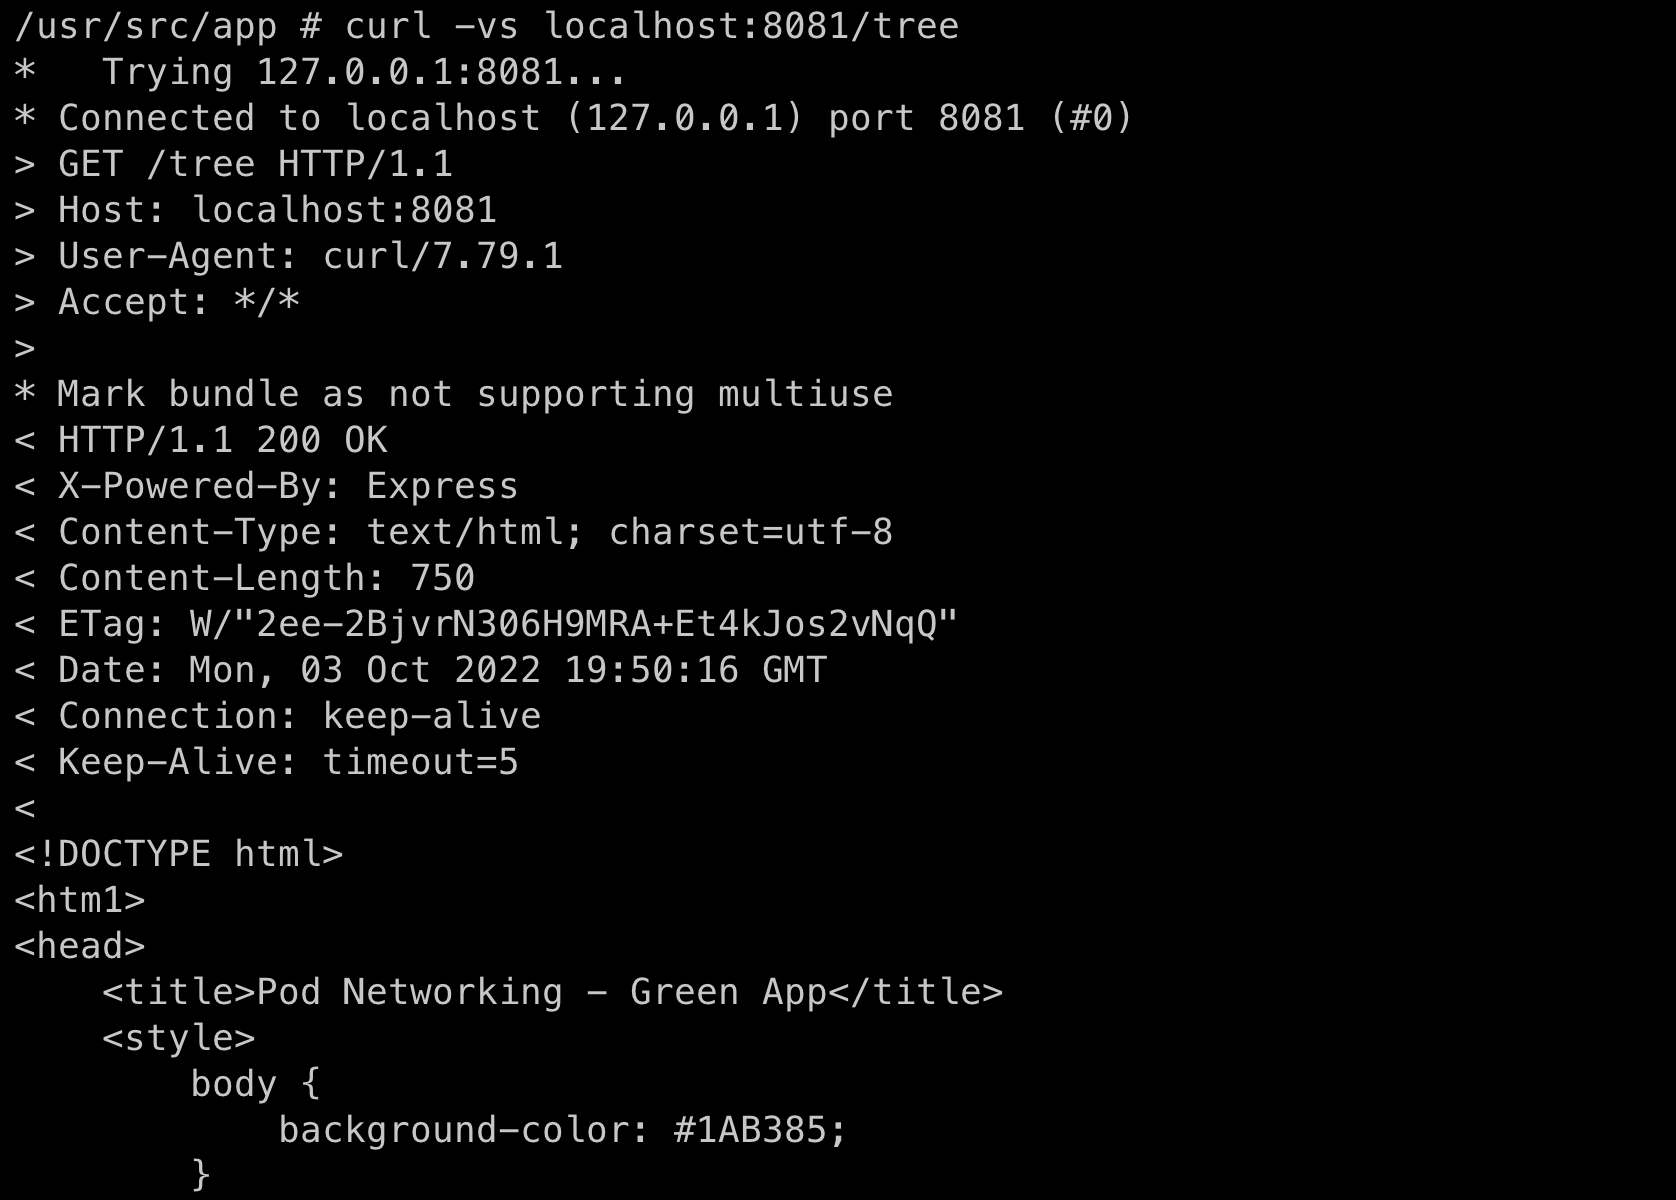 /usr/src/app # curl -vs localhost:8081/tree
*   Trying 127.0.0.1:8081...
* Connected to localhost (127.0.0.1) port 8081 (#0)
> GET /tree HTTP/1.1
> Host: localhost:8081
> User-Agent: curl/7.79.1
> Accept: */*
>
* Mark bundle as not supporting multiuse
< HTTP/1.1 200 OK
< X-Powered-By: Express
< Content-Type: text/html; charset=utf-8
< Content-Length: 750
< ETag: W/"2ee-2BjvrN306H9MRA+Et4kJos2vNqQ"
< Date: Mon, 03 Oct 2022 19:50:16 GMT
< Connection: keep-alive
< Keep-Alive: timeout=5
<
<!DOCTYPE html>
<htm1>
<head>
    <title>Pod Networking - Green App</title>
    <style>
        body {
            background-color: #1AB385;
        }